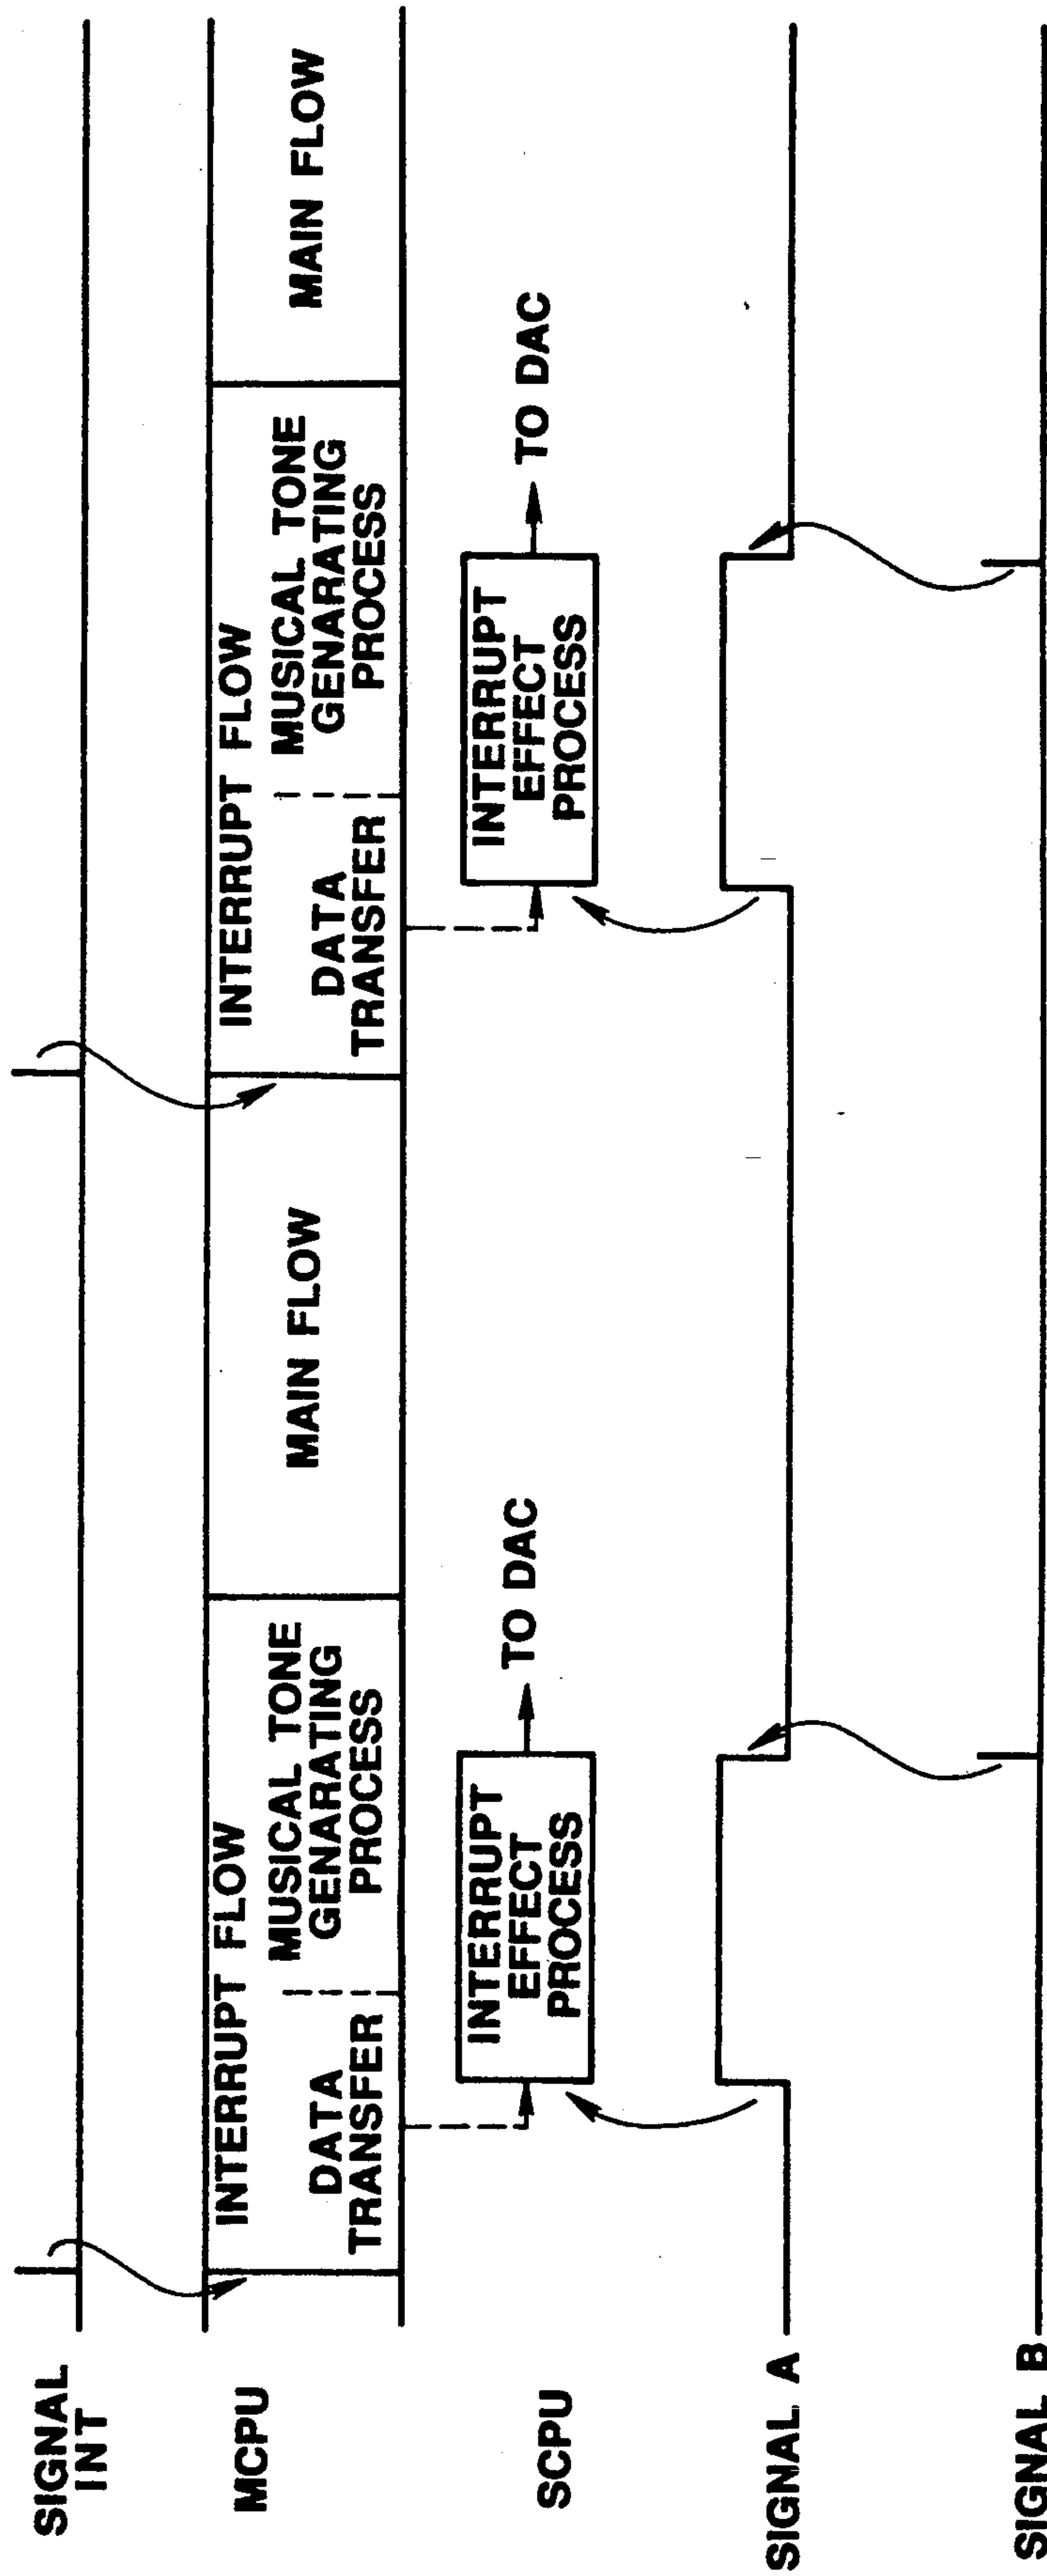 SIGNAL
INT
MCPU
INTERRUPT FLOW
DATA
TRANSFER
MUSICAL TONE
GENARATING
PROCESS
MAIN FLOW
INTERRUPT FLOW
DATA
TRANSFER
MUSICAL TONE
GENARATING
PROCESS
MAIN FLOW
SCPU
INTERRUPT
EFFECT
PROCESS
TO DAC
INTERRUPT
EFFECT
PROCESS
TO DAC
SIGNAL A
SIGNAL B